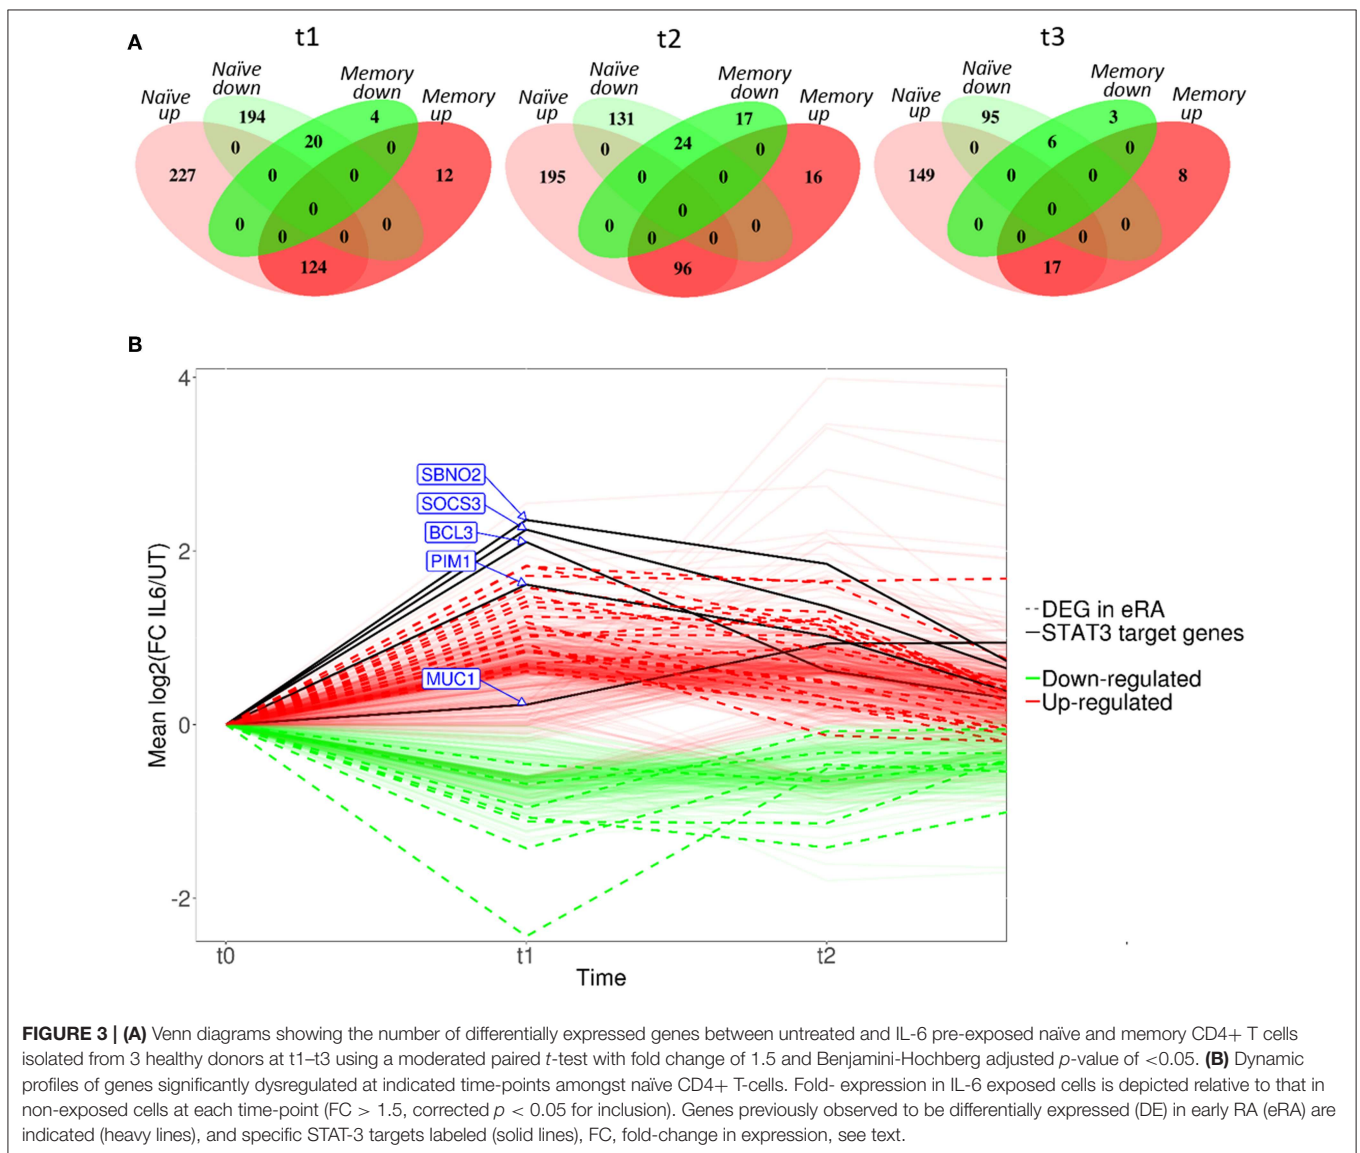 A
t1
t2
t3
Naïve down
Memory down
Naïve up
Memory up
194
4
20
0
0
227
0
0
12
0
0
0
0
0
124
Naïve down
Memory down
Naïve up
Memory up
131
17
24
0
0
195
0
0
16
0
0
0
0
0
96
Naïve down
Memory down
Naïve up
Memory up
95
3
6
0
0
149
0
0
8
0
0
0
0
0
17
B
Mean log2(FC IL6/UT)
4
2
0
-2
SBNO2
SOCS3
BCL3
PIM1
MUC1
t0
t1
t2
Time
DEG in eRA
STAT3 target genes
Down-regulated
Up-regulated
FIGURE 3 | (A) Venn diagrams showing the number of differentially expressed genes between untreated and IL-6 pre-exposed naïve and memory CD4+ T cells
isolated from 3 healthy donors at t1–t3 using a moderated paired t-test with fold change of 1.5 and Benjamini-Hochberg adjusted p-value of <0.05. (B) Dynamic
profiles of genes significantly dysregulated at indicated time-points amongst naïve CD4+ T-cells. Fold- expression in IL-6 exposed cells is depicted relative to that in
non-exposed cells at each time-point (FC > 1.5, corrected p < 0.05 for inclusion). Genes previously observed to be differentially expressed (DE) in early RA (eRA) are
indicated (heavy lines), and specific STAT-3 targets labeled (solid lines), FC, fold-change in expression, see text.